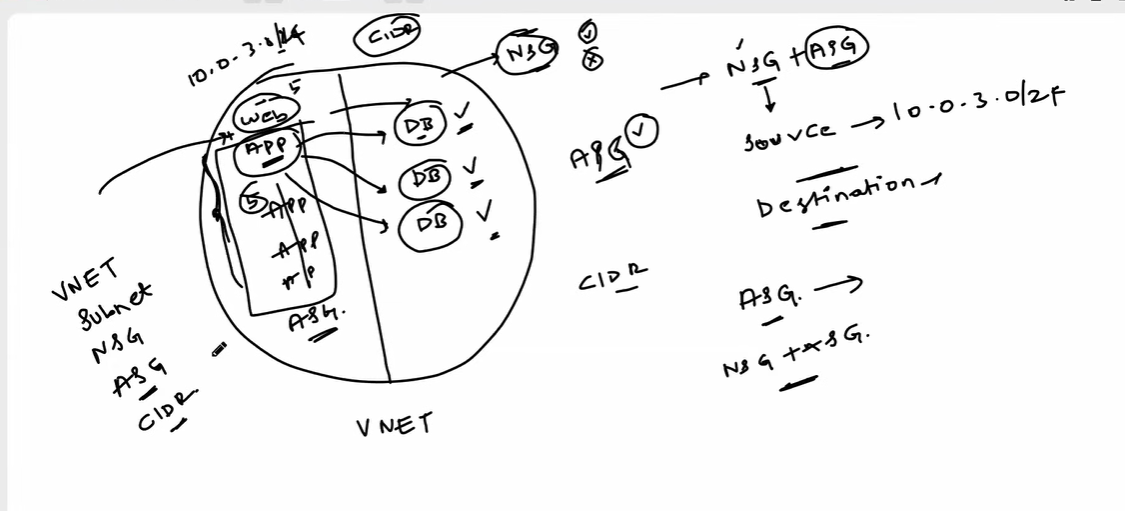 10.0.3.0/24
CIDR
NSG
5
Web
APP
5
APP
APP
ASG.
DB
DB
DB
VNET
VNET
Subnet
NSG
ASG
CIDR
ASG
CIDR
NSG + ASG
Source → 10.0.3.0/24
Destination
ASG. →
NSG + ASG.